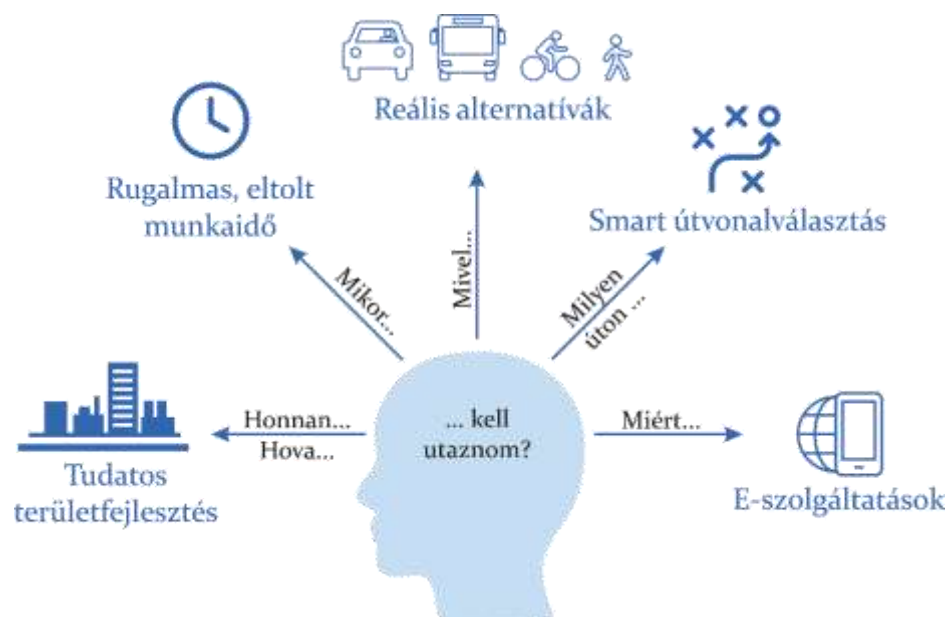 Reális alternatívák
Rugalmas, eltolt
munkaidő
Smart útvonalválasztás
Mikor...
Mivel...
Milyen
úton ...
Honnan...
Hova...
... kell
utaznom?
Miért...
Tudatos
területfejlesztés
E-szolgáltatások